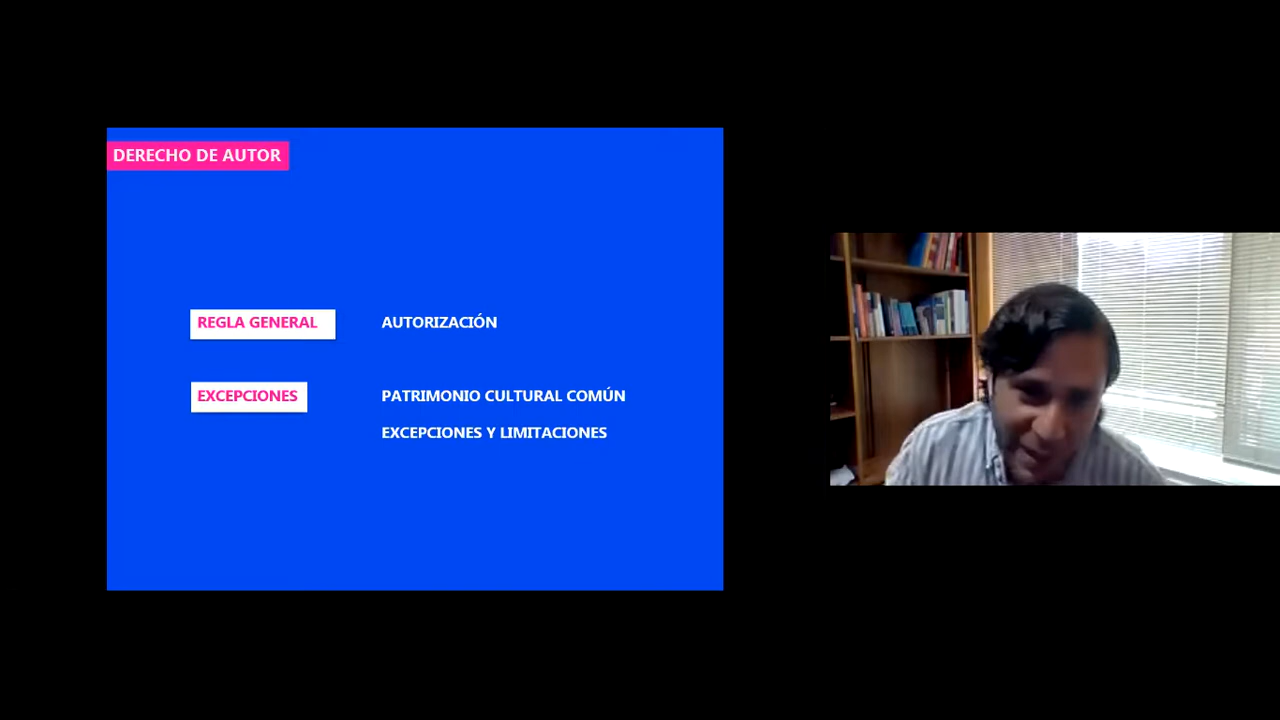 DERECHO DE AUTOR
REGLA GENERAL AUTORIZACIÓN
EXCEPCIONES PATRIMONIO CULTURAL COMÚN
EXCEPCIONES Y LIMITACIONES